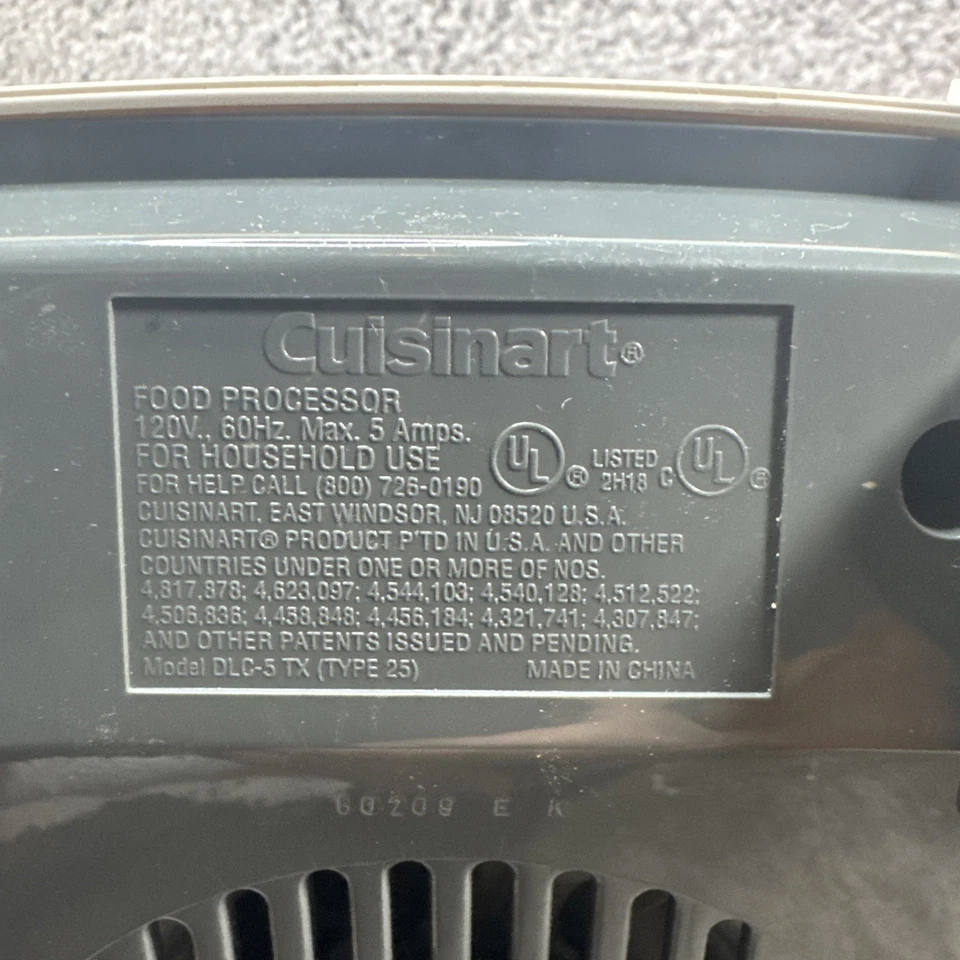 Cuisinart®
FOOD PROCESSOR
120V., 60Hz. Max. 5 Amps.
FOR HOUSEHOLD USE
UL® LISTED 2H18 C UL®
FOR HELP CALL (800) 726-0190
CUISINART, EAST WINDSOR, NJ 08520 U.S.A.
CUISINART® PRODUCT P'TD IN U.S.A. AND OTHER
COUNTRIES UNDER ONE OR MORE OF NOS.
4,817,878; 4,623,097; 4,544,103; 4,540,128; 4,512,522;
4,506,836; 4,458,848; 4,456,184; 4,321,741; 4,307,847;
AND OTHER PATENTS ISSUED AND PENDING.
Model DLC-5 TX (TYPE 25) MADE IN CHINA
E K